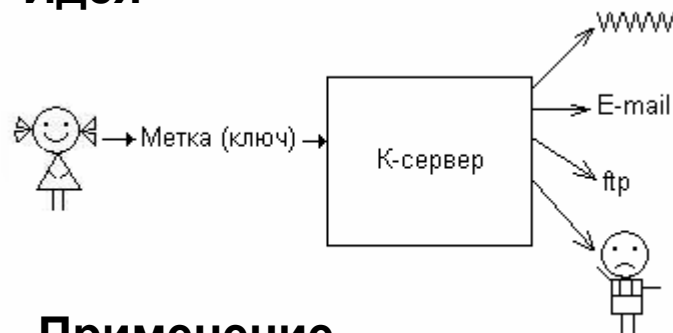 Идея
WWW
E-mail
Метка (ключ)
К-сервер
ftp
Применение